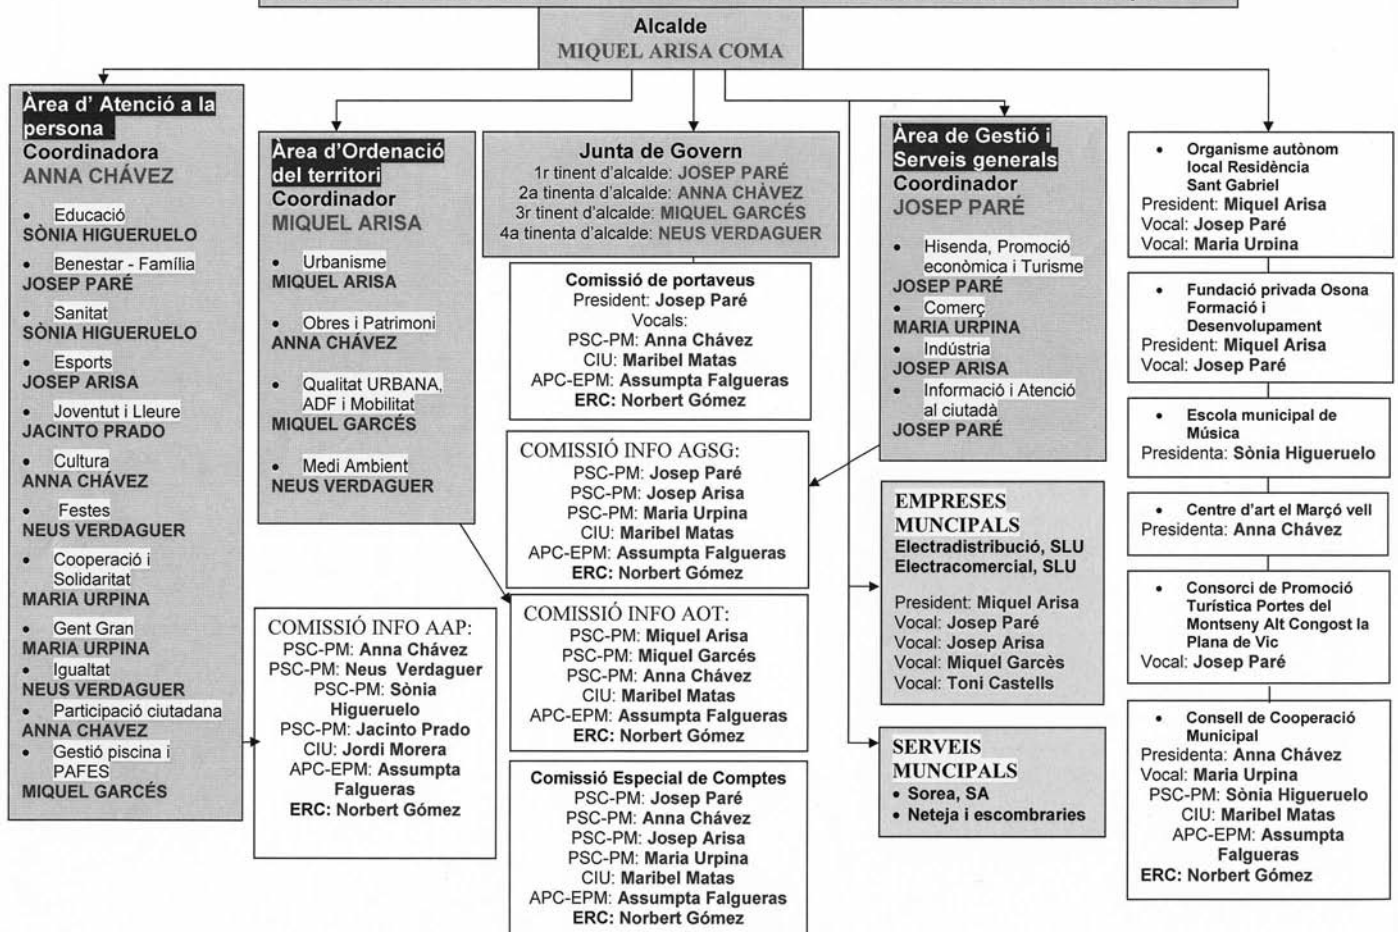 Alcalde
MIQUEL ARISA COMA
Àrea d' Atenció a la
persona .
Coordinadora
ANNA CHÁVEZ
• Educació
SÒNIA HIGUERUELO
• Benestar - Família
JOSEP PARÉ
• Sanitat
SÒNIA HIGUERUELO
• Esports
JOSEP ARISA
• Joventut i Lleure
JACINTO PRADO
• Cultura
ANNA CHÁVEZ
• Festes
NEUS VERDAGUER
• Cooperació i
Solidaritat
MARIA URPINA
• Gent Gran
MARIA URPINA
• Igualtat
NEUS VERDAGUER
• Participació ciutadana
ANNA CHAVEZ
• Gestió piscina i
PAFES
MIQUEL GARCÉS
Àrea d'Ordenació
del territori
Coordinador
MIQUEL ARISA
• Urbanisme
MIQUEL ARISA
• Obres i Patrimoni
ANNA CHÁVEZ
• Qualitat URBANA,
ADF i Mobilitat
MIQUEL GARCÉS
• Medi Ambient
NEUS VERDAGUER
COMISSIÓ INFO AAP:
PSC-PM: Anna Chávez
PSC-PM: Neus Verdaguer
PSC-PM: Sònia
Higueruelo
PSC-PM: Jacinto Prado
CIU: Jordi Morera
APC-EPM: Assumpta
Falgueras
ERC: Norbert Gómez
Junta de Govern
1r tinent d'alcalde: JOSEP PARÉ
2a tinenta d'alcalde: ANNA CHÀVEZ
3r tinent d'alcalde: MIQUEL GARCÉS
4a tinenta d'alcalde: NEUS VERDAGUER
Comissió de portaveus
President: Josep Paré
Vocals:
PSC-PM: Anna Chávez
CIU: Maribel Matas
APC-EPM: Assumpta Falgueras
ERC: Norbert Gómez
COMISSIÓ INFO AGSG:
PSC-PM: Josep Paré
PSC-PM: Josep Arisa
PSC-PM: Maria Urpina
CIU: Maribel Matas
APC-EPM: Assumpta Falgueras
ERC: Norbert Gómez
COMISSIÓ INFO AOT:
PSC-PM: Miquel Arisa
PSC-PM: Miquel Garcés
PSC-PM: Anna Chávez
CIU: Maribel Matas
APC-EPM: Assumpta Falgueras
ERC: Norbert Gómez
Comissió Especial de Comptes
PSC-PM: Josep Paré
PSC-PM: Anna Chávez
PSC-PM: Josep Arisa
PSC-PM: Maria Urpina
CIU: Maribel Matas
APC-EPM: Assumpta Falgueras
ERC: Norbert Gómez
Àrea de Gestió i
Serveis generals
Coordinador
JOSEP PARÉ
• Hisenda, Promoció
econòmica i Turisme
JOSEP PARÉ
• Comerç
MARIA URPINA
• Indústria
JOSEP ARISA
• Informació i Atenció
al ciutadà
JOSEP PARÉ
EMPRESES
MUNCIPALS
Electradistribució, SLU
Electracomercial, SLU
President: Miquel Arisa
Vocal: Josep Paré
Vocal: Josep Arisa
Vocal: Miquel Garcès
Vocal: Toni Castells
SERVEIS
MUNCIPALS
• Sorea, SA
• Neteja i escombraries
• Organisme autònom
local Residència
Sant Gabriel
President: Miquel Arisa
Vocal: Josep Paré
Vocal: Maria Urpina
• Fundació privada Osona
Formació i
Desenvolupament
President: Miquel Arisa
Vocal: Josep Paré
• Escola municipal de
Música
Presidenta: Sònia Higueruelo
• Centre d'art el Marçó vell
Presidenta: Anna Chávez
• Consorci de Promoció
Turística Portes del
Montseny Alt Congost la
Plana de Vic
Vocal: Josep Paré
• Consell de Cooperació
Municipal
Presidenta: Anna Chávez
Vocal: Maria Urpina
PSC-PM: Sònia Higueruelo
CIU: Maribel Matas
APC-EPM: Assumpta
Falgueras
ERC: Norbert Gómez